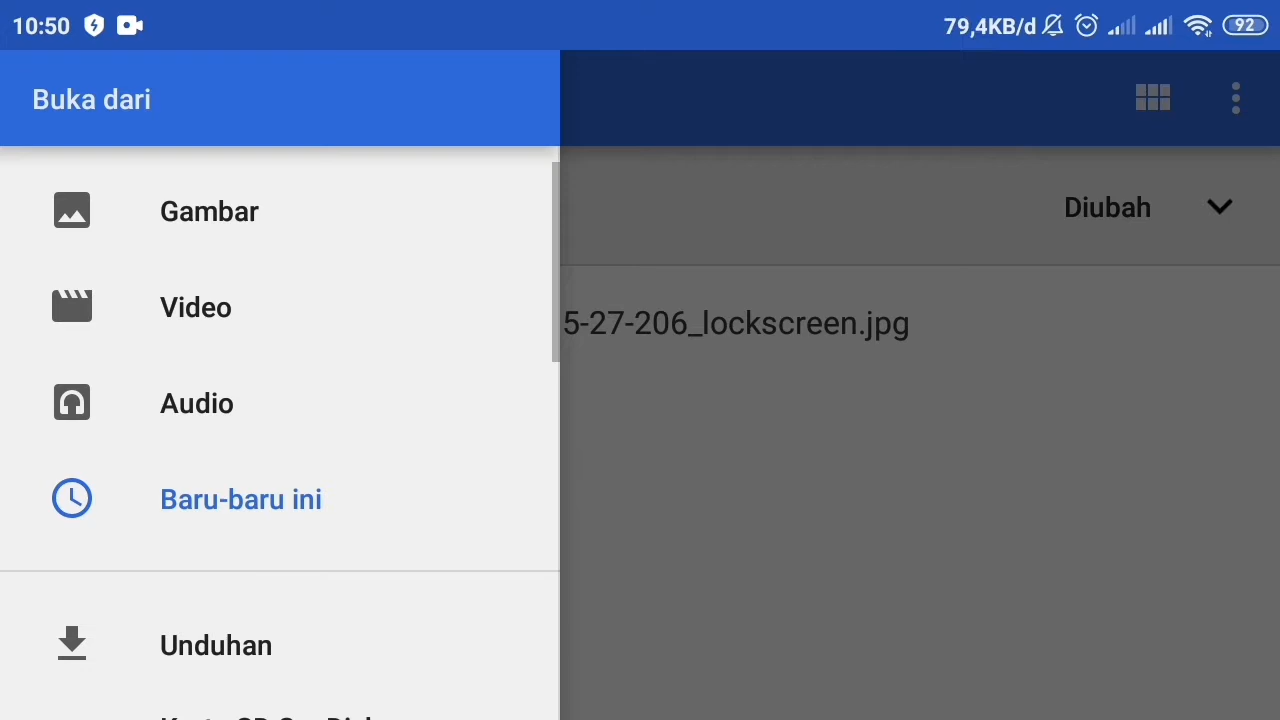 10:50
79,4KB/d
92
Buka dari
Gambar
Diubah
Video
5-27-206_lockscreen.jpg
Audio
Baru-baru ini
Unduhan